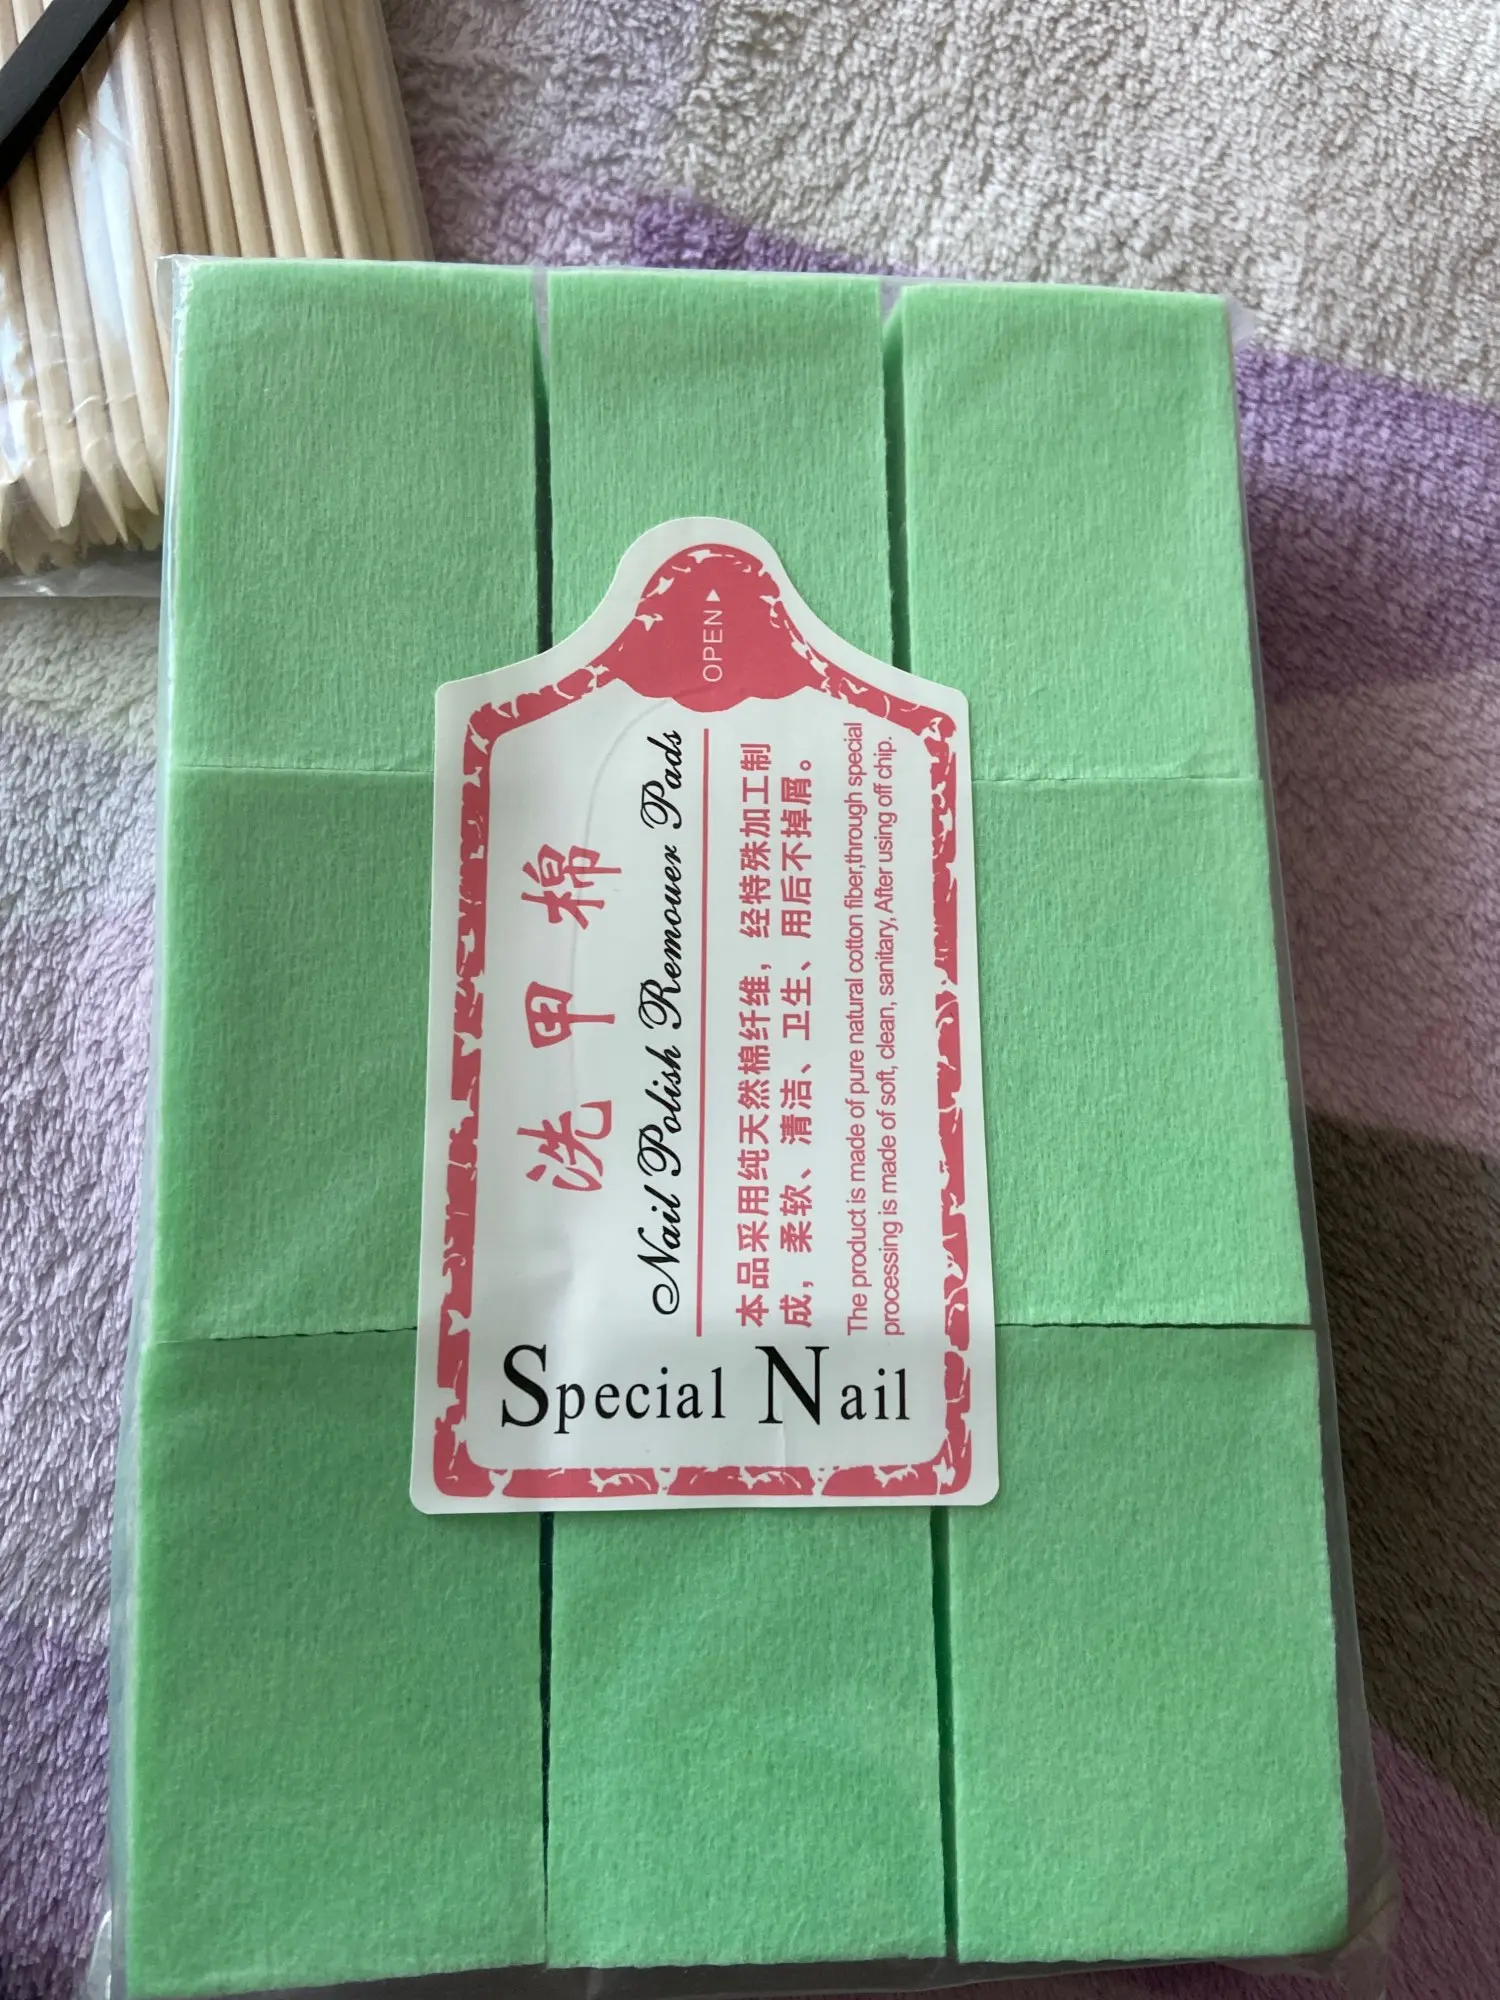 OPEN
洗甲棉
Nail Polish Remover Pads
本品采用纯天然棉纤维，经特殊加工制
成，柔软、清洁、卫生、用后不掉屑。
The product is made of pure natural cotton fiber,through special
processing is made of soft, clean, sanitary, After using off chip.
Special Nail